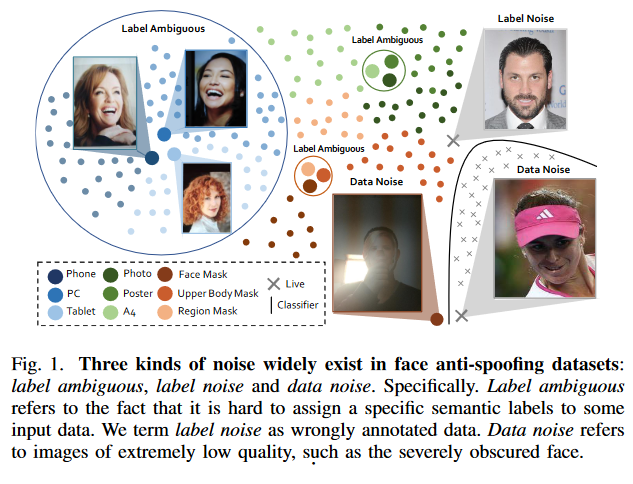 Label Noise
Label Ambiguous
Label Ambiguous
Label Ambiguous
Data Noise
Data Noise
adidas
Phone
Photo
Face Mask
Live
PC
Poster
Upper Body Mask
Classifier
Tablet
A4
Region Mask
Fig. 1. Three kinds of noise widely exist in face anti-spoofing datasets:
label ambiguous, label noise and data noise. Specifically. Label ambiguous
refers to the fact that it is hard to assign a specific semantic labels to some
input data. We term label noise as wrongly annotated data. Data noise refers
to images of extremely low quality, such as the severely obscured face.